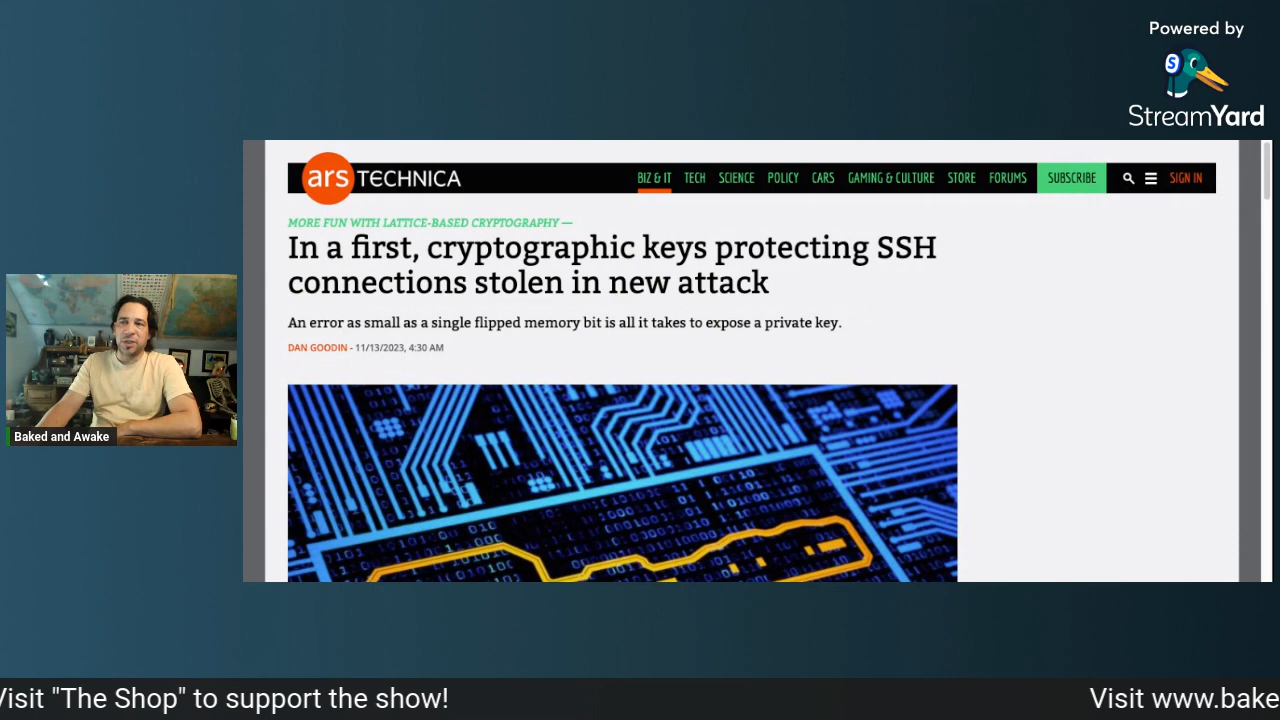 Powered by
StreamYard
ars TECHNICA
BIZ & IT TECH SCIENCE POLICY CARS GAMING & CULTURE STORE FORUMS SUBSCRIBE SIGN IN
MORE FUN WITH LATTICE-BASED CRYPTOGRAPHY —
In a first, cryptographic keys protecting SSH
connections stolen in new attack
An error as small as a single flipped memory bit is all it takes to expose a private key.
DAN GOODIN - 11/13/2023, 4:30 AM
Baked and Awake
Visit "The Shop" to support the show! Visit www.bake